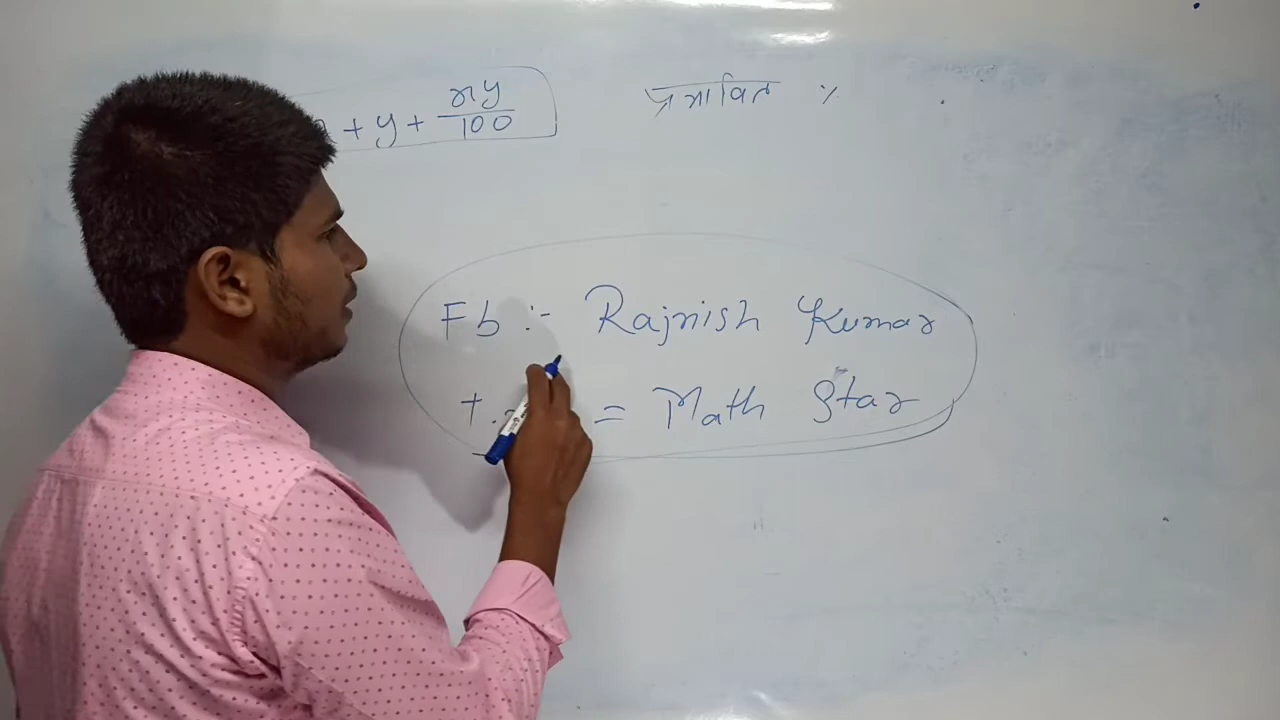 x + y + xy/100
प्रभावित %
Fb :- Rajnish Kumar
= Math Star